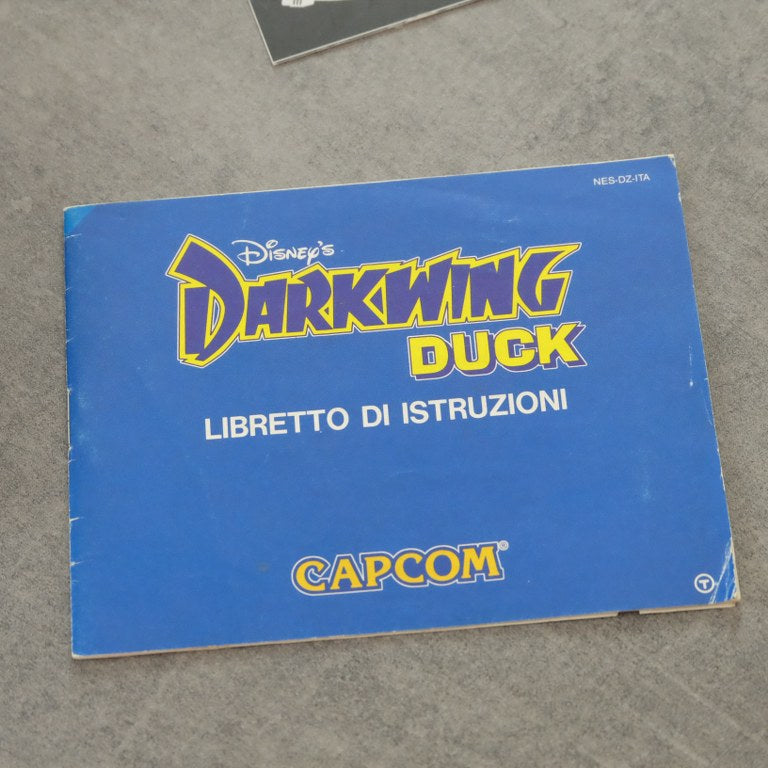 NES-DZ-ITA
Disney's
DARKWING
DUCK
LIBRETTO DI ISTRUZIONI
CAPCOM®
T